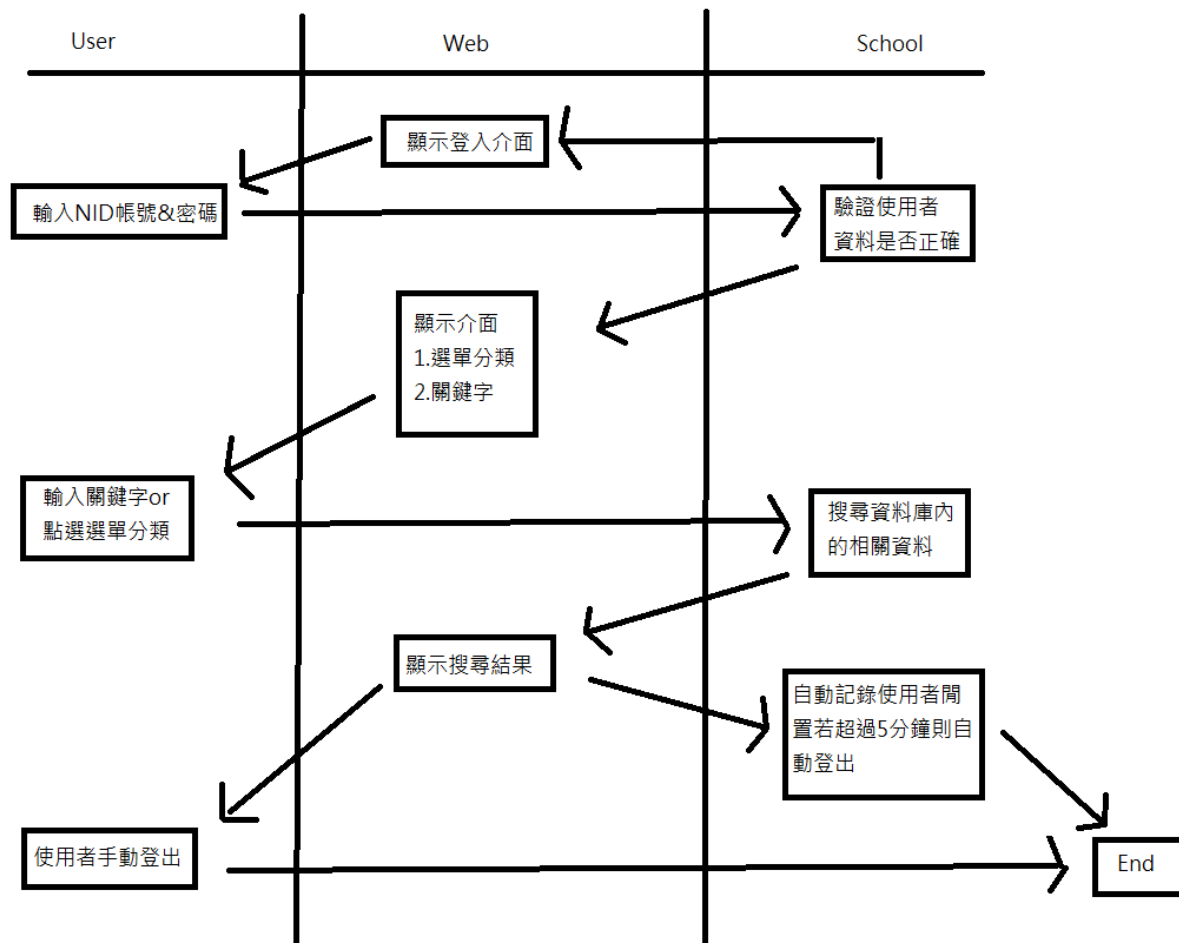 User
Web
School
顯示登入介面
輸入NID帳號&密碼
驗證使用者
資料是否正確
顯示介面
1.選單分類
2.關鍵字
輸入關鍵字or
點選選單分類
搜尋資料庫內
的相關資料
顯示搜尋結果
自動記錄使用者閒
置若超過5分鐘則自
動登出
使用者手動登出
End